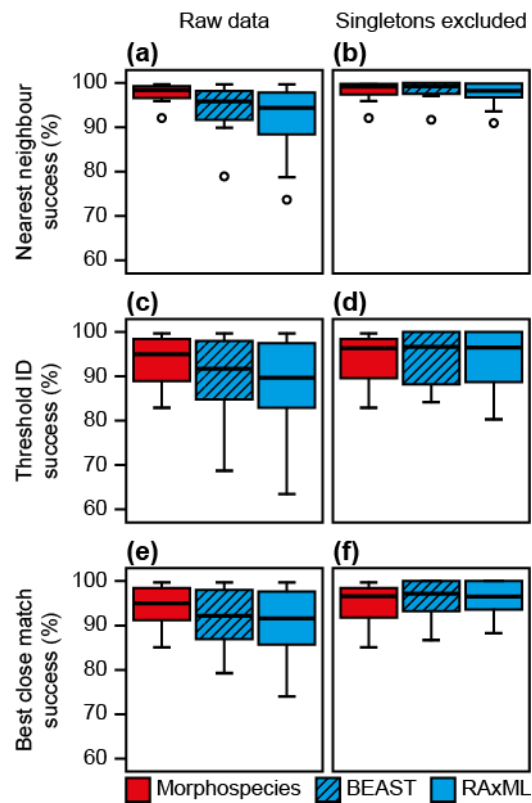 Raw data
Singletons excluded
(a)
(b)
Nearest neighbour
success (%)
100
90
80
70
60
(c)
(d)
Threshold ID
success (%)
100
90
80
70
60
(e)
(f)
Best close match
success (%)
100
90
80
70
60
Morphospecies
BEAST
RAxML